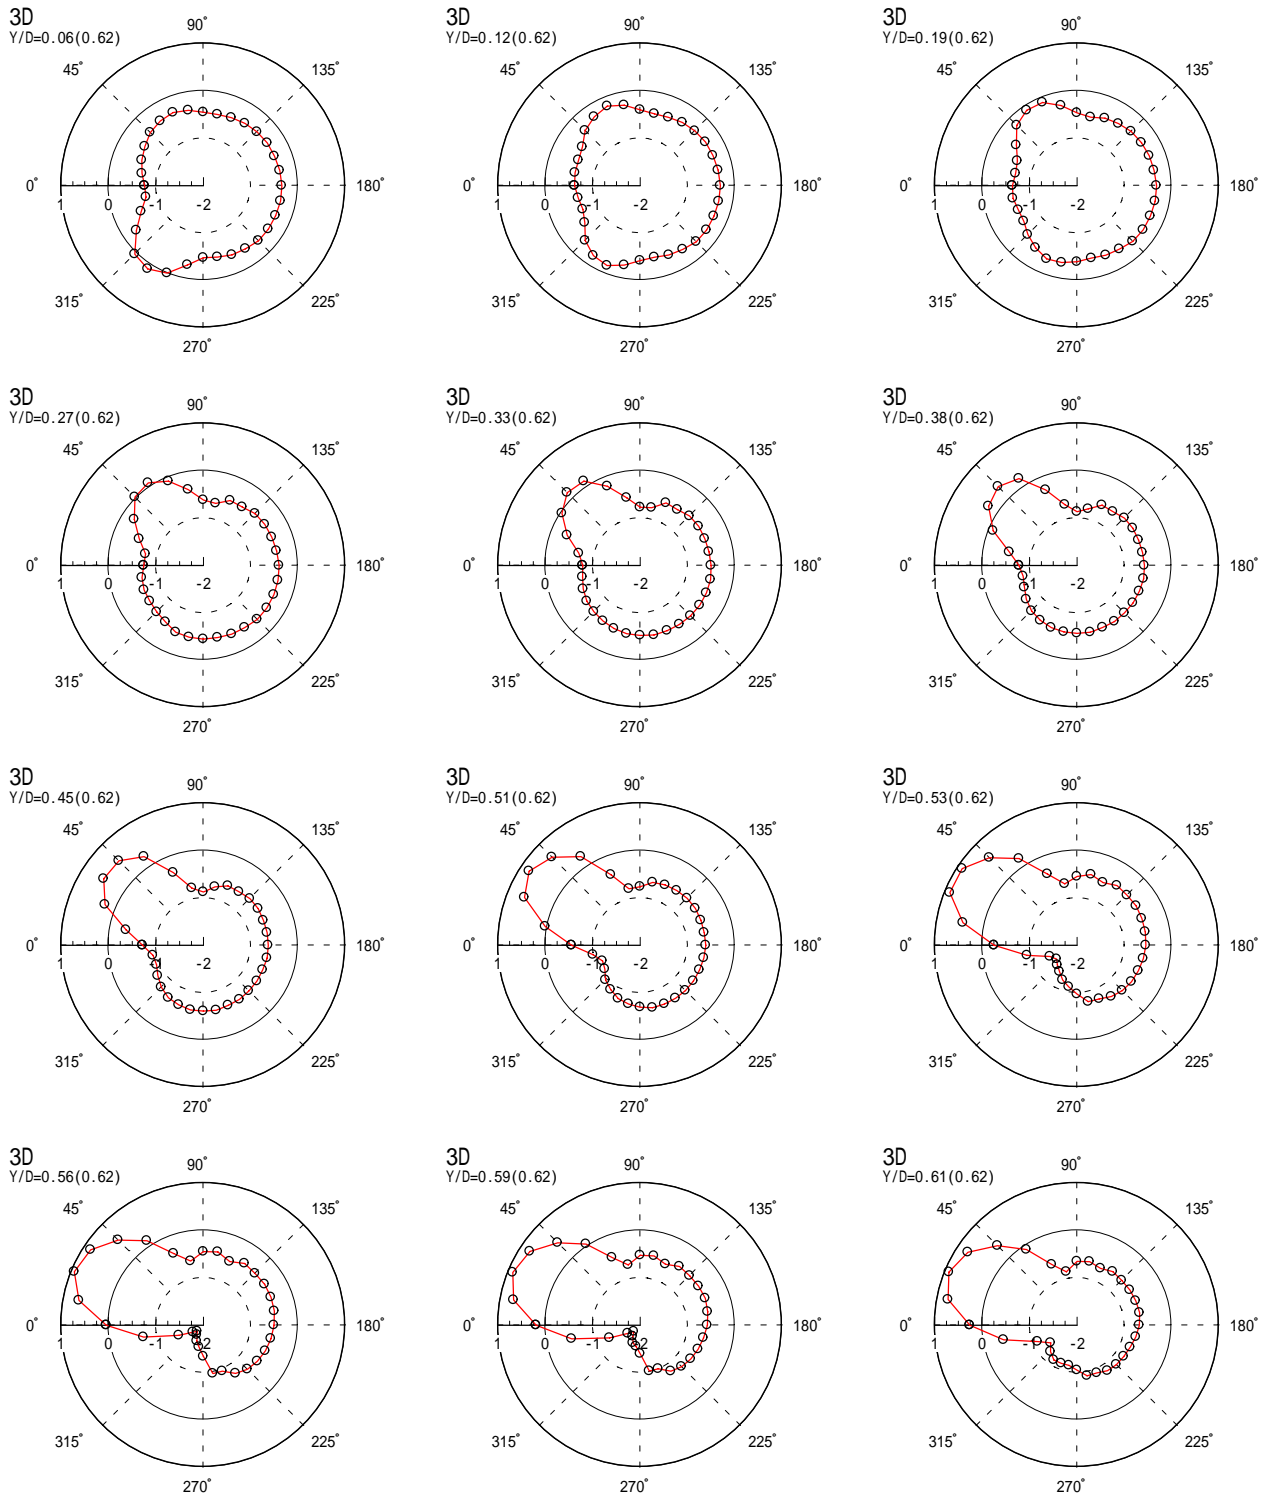 3D
Y/D=0.06(0.62)
90°
45°
135°
0°
180°
1 0 -1 -2
315°
225°
270°
3D
Y/D=0.12(0.62)
90°
45°
135°
0°
180°
1 0 -1 -2
315°
225°
270°
3D
Y/D=0.19(0.62)
90°
45°
135°
0°
180°
1 0 -1 -2
315°
225°
270°
3D
Y/D=0.27(0.62)
90°
45°
135°
0°
180°
1 0 -1 -2
315°
225°
270°
3D
Y/D=0.33(0.62)
90°
45°
135°
0°
180°
1 0 -1 -2
315°
225°
270°
3D
Y/D=0.38(0.62)
90°
45°
135°
0°
180°
1 0 -1 -2
315°
225°
270°
3D
Y/D=0.45(0.62)
90°
45°
135°
0°
180°
1 0 -1 -2
315°
225°
270°
3D
Y/D=0.51(0.62)
90°
45°
135°
0°
180°
1 0 -1 -2
315°
225°
270°
3D
Y/D=0.53(0.62)
90°
45°
135°
0°
180°
1 0 -1 -2
315°
225°
270°
3D
Y/D=0.56(0.62)
90°
45°
135°
0°
180°
1 0 -1 -2
315°
225°
270°
3D
Y/D=0.59(0.62)
90°
45°
135°
0°
180°
1 0 -1 -2
315°
225°
270°
3D
Y/D=0.61(0.62)
90°
45°
135°
0°
180°
1 0 -1 -2
315°
225°
270°